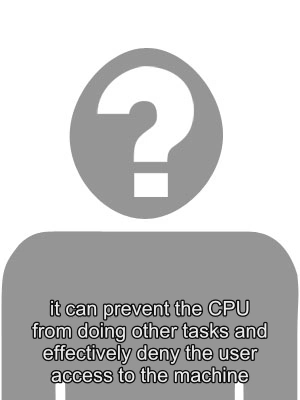 ?
it can prevent the CPU
from doing other tasks and
effectively deny the user
access to the machine